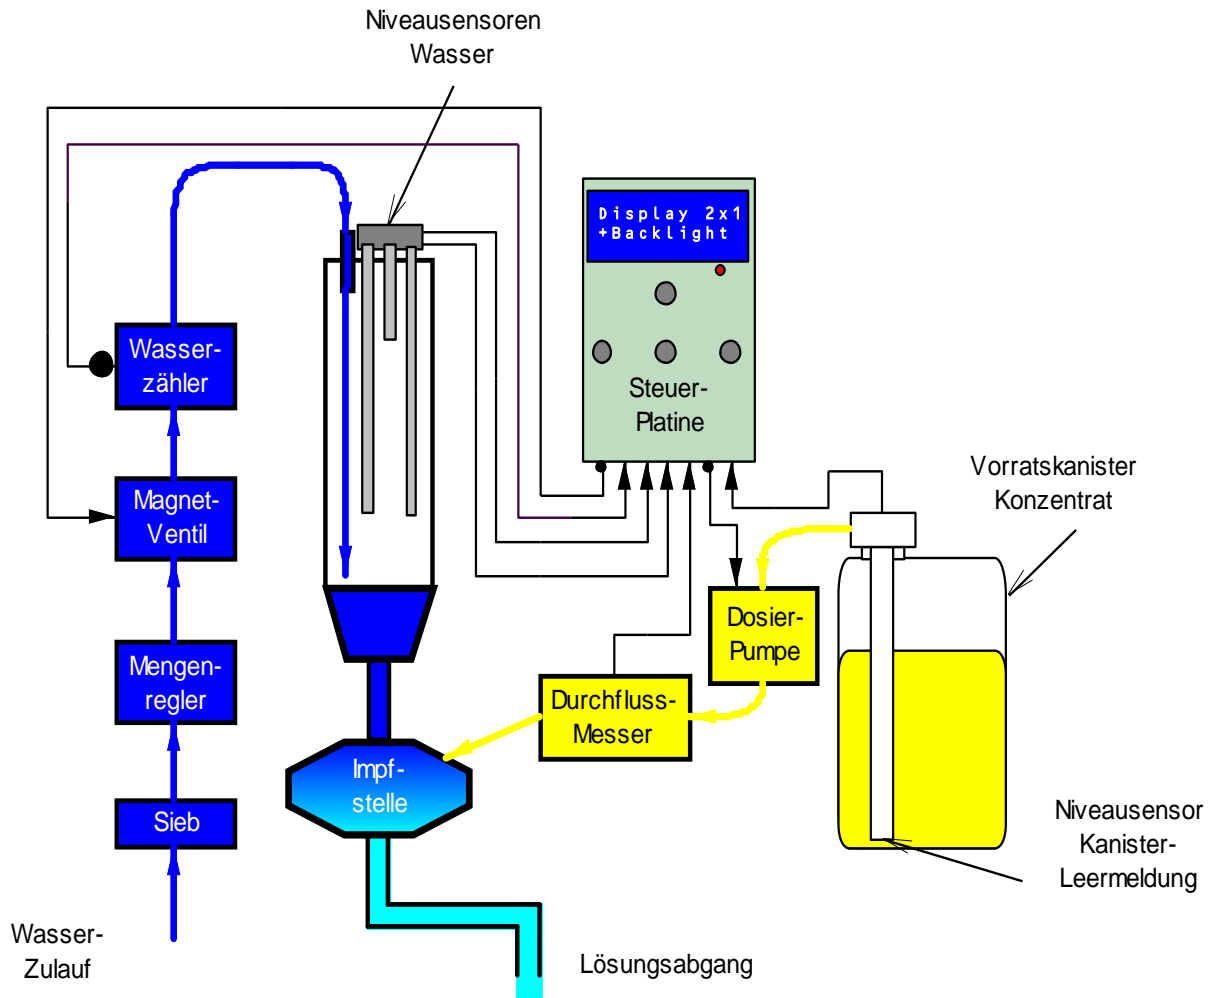 Niveausensoren
Wasser
Display 2x1
+Backlight
Wasser-
zähler
Steuer-
Platine
Magnet-
Ventil
Vorratskanister
Konzentrat
Dosier-
Pumpe
Mengen-
regler
Durchfluss-
Messer
Impf-
stelle
Sieb
Niveausensor
Kanister-
Leermeldung
Wasser-
Zulauf
Lösungsabgang